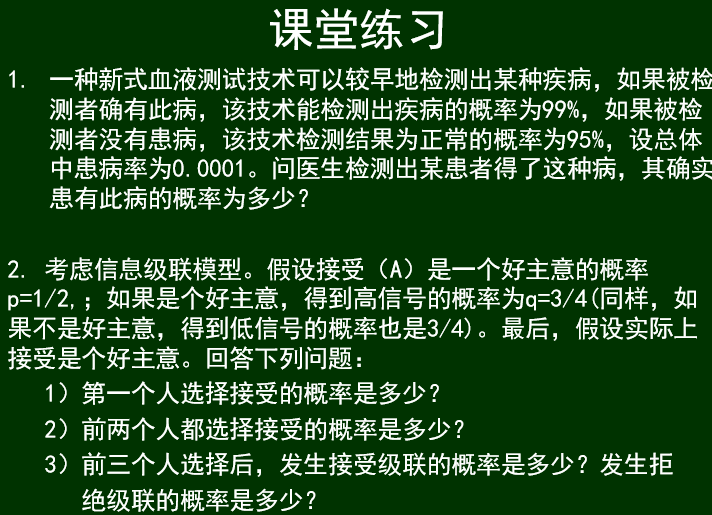 课堂练习
1. 一种新式血液测试技术可以较早地检测出某种疾病，如果被检
测者确有此病，该技术能检测出疾病的概率为99%，如果被检
测者没有患病，该技术检测结果为正常的概率为95%，设总体
中患病率为0.0001。问医生检测出某患者得了这种病，其确实
患有此病的概率为多少？
2. 考虑信息级联模型。假设接受（A）是一个好主意的概率
p=1/2,；如果是个好主意，得到高信号的概率为q=3/4(同样，如
果不是好主意，得到低信号的概率也是3/4)。最后，假设实际上
接受是个好主意。回答下列问题：
1）第一个人选择接受的概率是多少？
2）前两个人都选择接受的概率是多少？
3）前三个人选择后，发生接受级联的概率是多少？发生拒
绝级联的概率是多少？